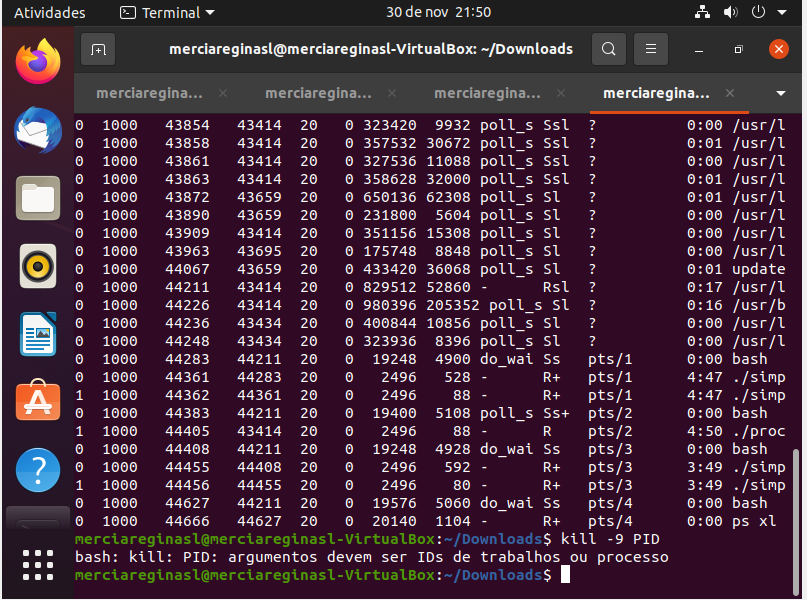 Atividades Terminal 30 de nov 21:50
merciareginasl@merciareginasl-VirtualBox: ~/Downloads
merciaregina... × merciaregina... × merciaregina... × merciaregina... ×
0 1000 43854 43414 20 0 323420 9932 poll_s Ssl ? 0:00 /usr/l
0 1000 43858 43414 20 0 357532 30672 poll_s Ssl ? 0:01 /usr/l
0 1000 43861 43414 20 0 327536 11088 poll_s Ssl ? 0:00 /usr/l
0 1000 43863 43414 20 0 358628 32000 poll_s Ssl ? 0:01 /usr/l
0 1000 43872 43659 20 0 650136 62308 poll_s Sl ? 0:01 /usr/l
0 1000 43890 43659 20 0 231800 5604 poll_s Sl ? 0:00 /usr/l
0 1000 43909 43414 20 0 351156 15308 poll_s Sl ? 0:00 /usr/l
0 1000 43963 43695 20 0 175748 8848 poll_s Sl ? 0:00 /usr/l
0 1000 44067 43659 20 0 433420 36068 poll_s Sl ? 0:01 update
0 1000 44211 43414 20 0 829512 52860 - Rsl ? 0:17 /usr/l
0 1000 44226 43414 20 0 980396 205352 poll_s Sl ? 0:16 /usr/b
0 1000 44236 43434 20 0 400844 10856 poll_s Sl ? 0:00 /usr/l
0 1000 44248 43434 20 0 323936 8396 poll_s Sl ? 0:00 /usr/l
0 1000 44283 44211 20 0 19248 4900 do_wai Ss pts/1 0:00 bash
0 1000 44361 44283 20 0 2496 528 - R+ pts/1 4:47 ./simp
1 1000 44362 44361 20 0 2496 88 - R+ pts/1 4:47 ./simp
0 1000 44383 44211 20 0 19400 5108 poll_s Ss+ pts/2 0:00 bash
1 1000 44405 43414 20 0 2496 88 - R pts/2 4:50 ./proc
0 1000 44408 44211 20 0 19248 4928 do_wai Ss pts/3 0:00 bash
0 1000 44455 44408 20 0 2496 592 - R+ pts/3 3:49 ./simp
1 1000 44456 44455 20 0 2496 80 - R+ pts/3 3:49 ./simp
0 1000 44627 44211 20 0 19576 5060 do_wai Ss pts/4 0:00 bash
0 1000 44666 44627 20 0 20140 1104 - R+ pts/4 0:00 ps xl
merciareginasl@merciareginasl-VirtualBox:~/Downloads$ kill -9 PID
bash: kill: PID: argumentos devem ser IDs de trabalhos ou processo
merciareginasl@merciareginasl-VirtualBox:~/Downloads$